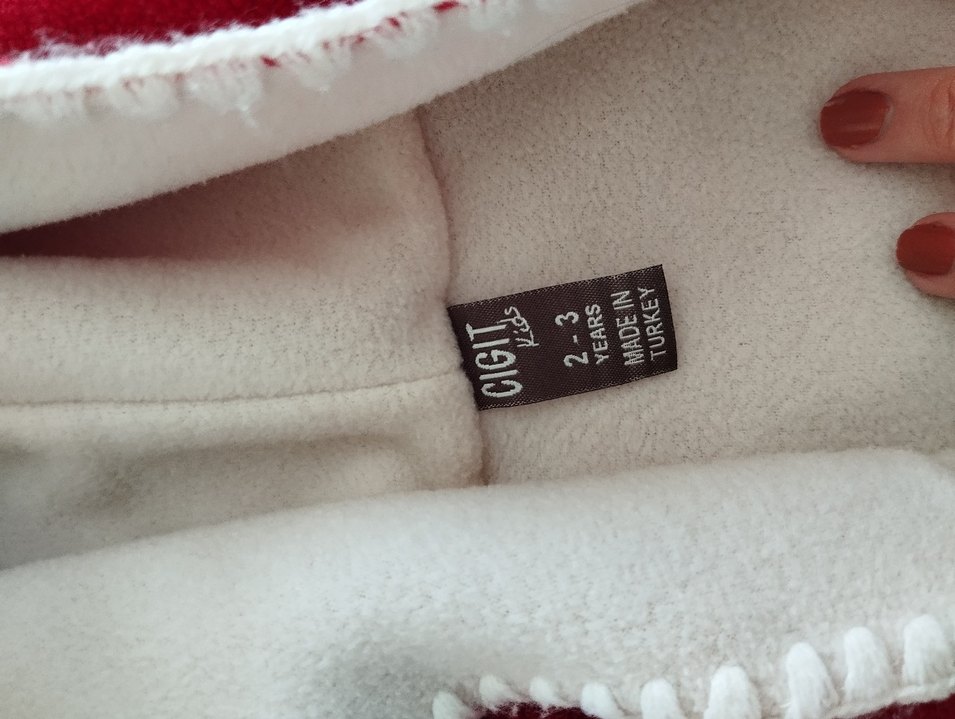 CIGIT
Kids
2 - 3
YEARS
MADE IN
TURKEY